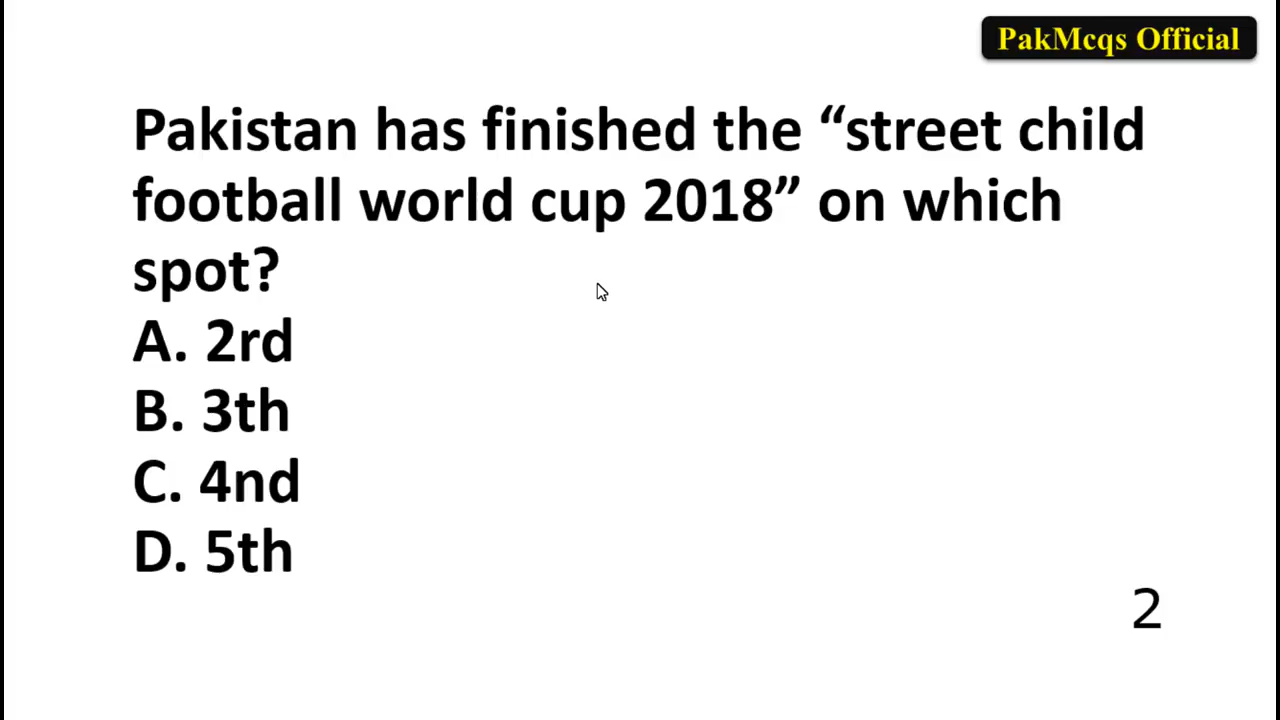 PakMcqs Official
Pakistan has finished the “street child
football world cup 2018” on which
spot?
A. 2rd
B. 3th
C. 4nd
D. 5th
2